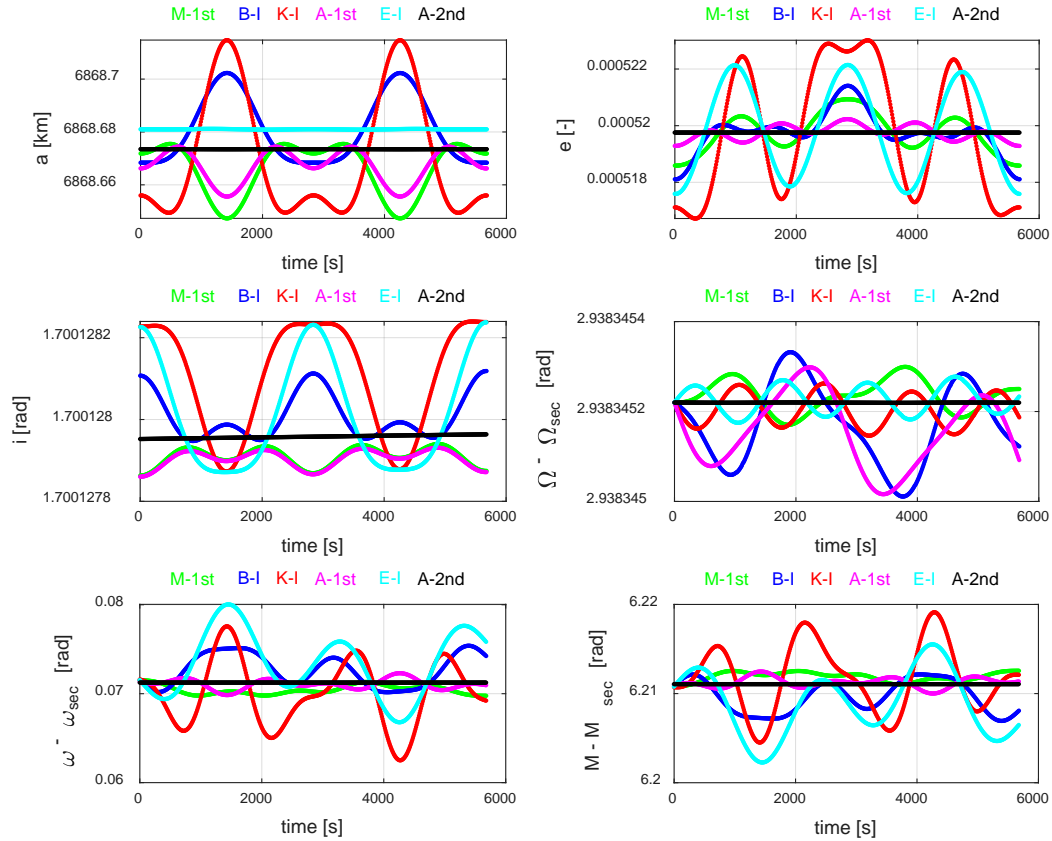 M-1st B-I K-I A-1st E-I A-2nd
6868.7
6868.68
6868.66
a [km]
0 2000 4000 6000
time [s]
M-1st B-I K-I A-1st E-I A-2nd
0.000522
0.00052
0.000518
e [-]
0 2000 4000 6000
time [s]
M-1st B-I K-I A-1st E-I A-2nd
1.7001282
1.700128
1.7001278
i [rad]
0 2000 4000 6000
time [s]
M-1st B-I K-I A-1st E-I A-2nd
2.9383454
2.9383452
2.938345
Ω - Ωsec [rad]
0 2000 4000 6000
time [s]
M-1st B-I K-I A-1st E-I A-2nd
0.08
0.07
0.06
ω - ωsec [rad]
0 2000 4000 6000
time [s]
M-1st B-I K-I A-1st E-I A-2nd
6.22
6.21
6.2
M - M sec [rad]
0 2000 4000 6000
time [s]